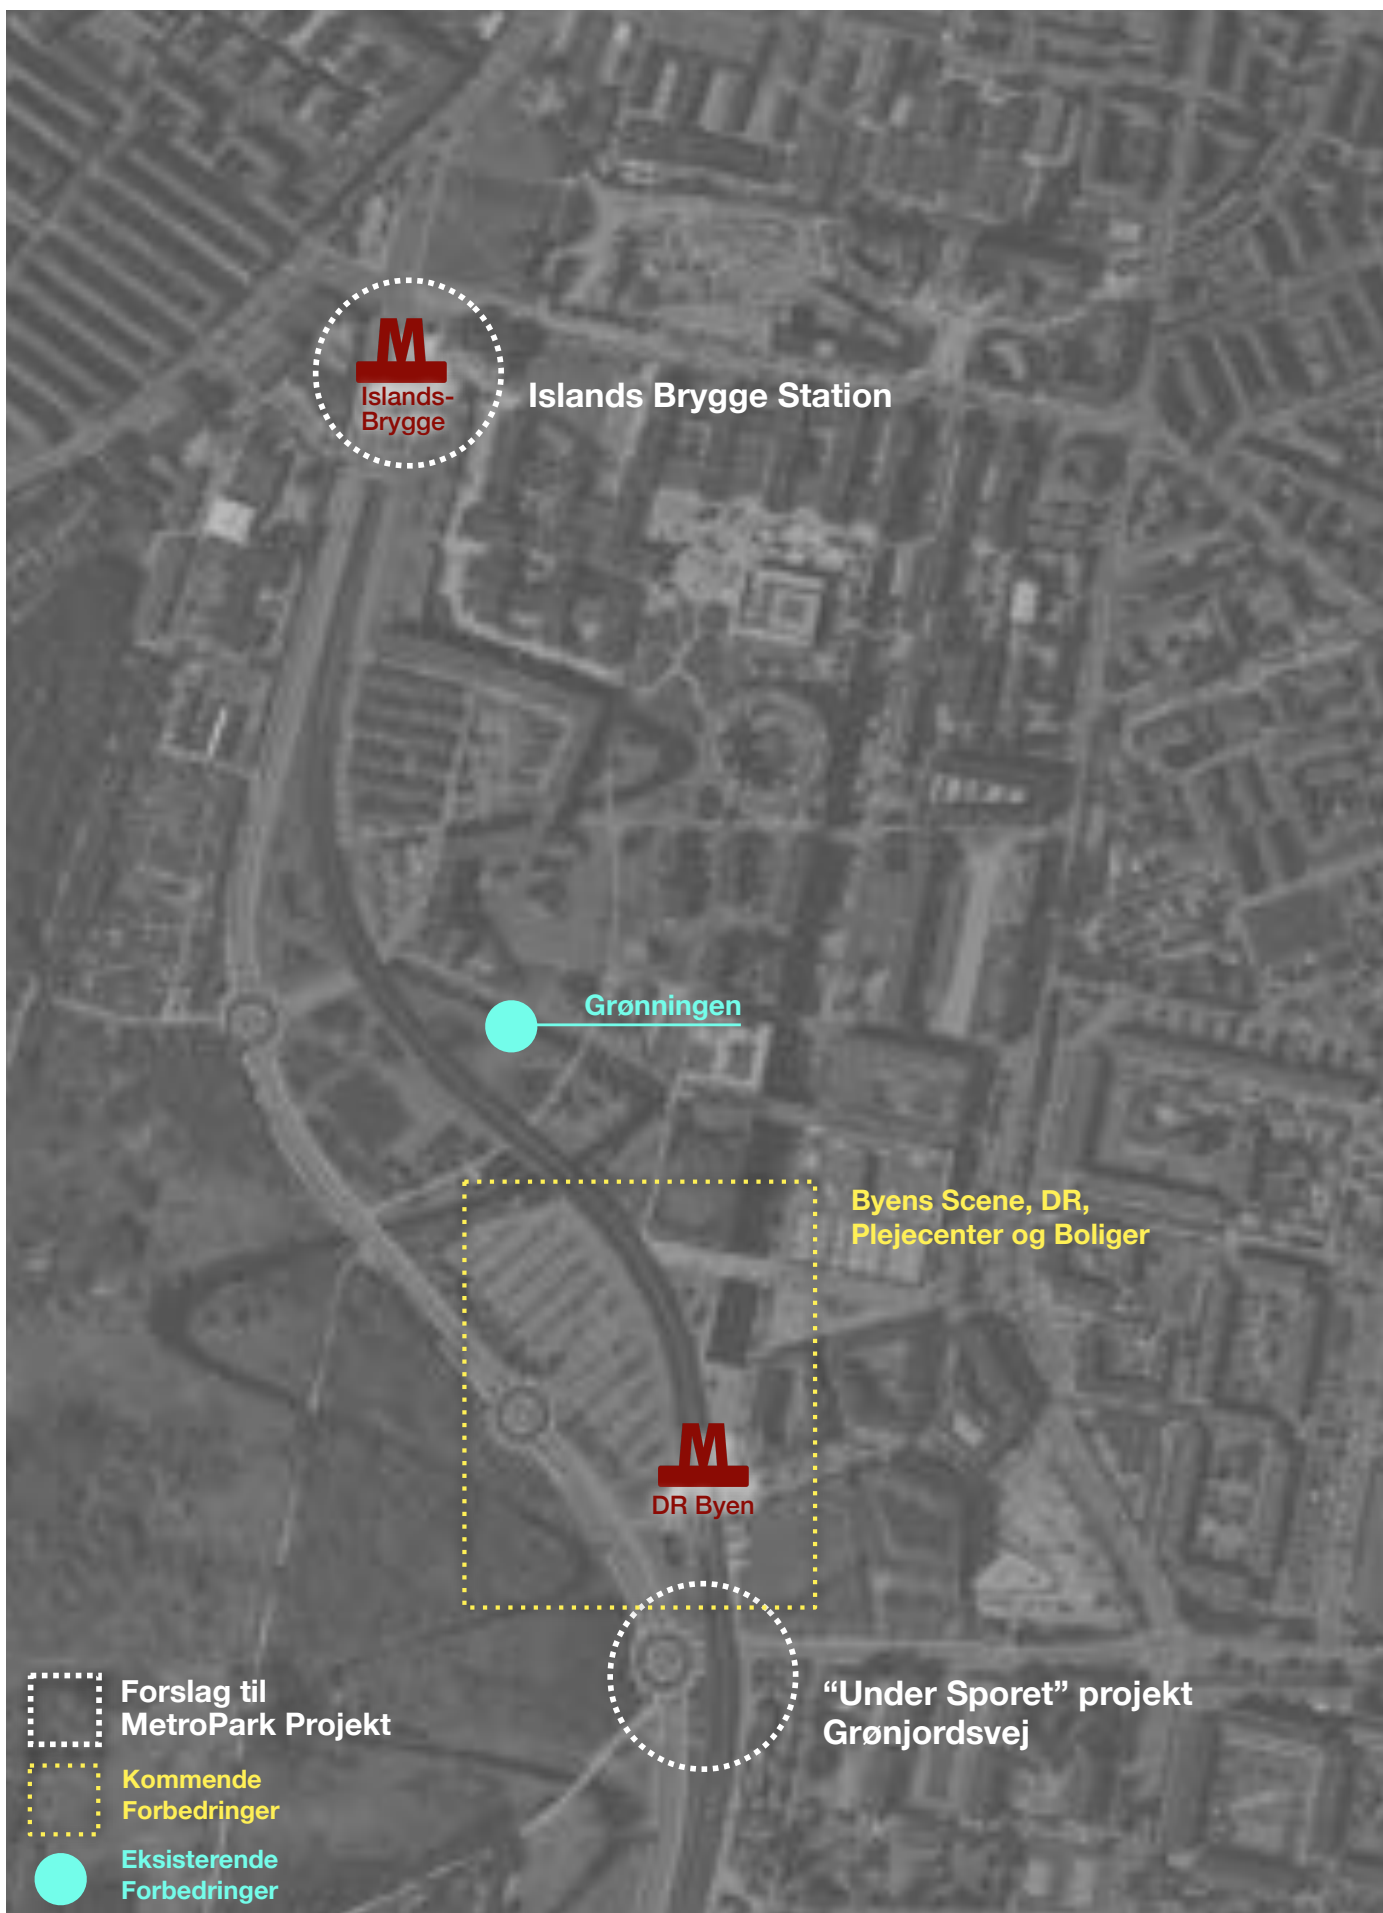 M
Islands-
Brygge
Islands Brygge Station
Grønningen
Byens Scene, DR,
Plejecenter og Boliger
M
DR Byen
“Under Sporet” projekt
Grønjordsvej
Forslag til
MetroPark Projekt
Kommende
Forbedringer
Eksisterende
Forbedringer